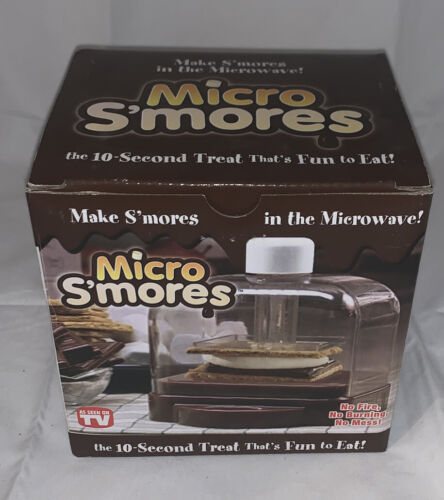 Make S'mores
in the Microwave!
Micro
S'mores
the 10-Second Treat That's Fun to Eat!
Make S'mores in the Microwave!
Micro
S'mores™
AS SEEN ON
TV
No Fire,
No Burning
No Mess!
the 10-Second Treat That's Fun to Eat!